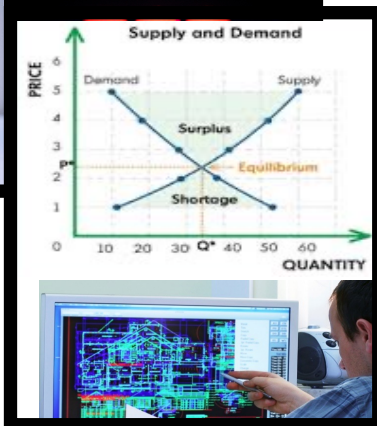 Supply and Demand
PRICE
6
Demand
Supply
5
4
Surplus
3
P*
Equilibrium
2
Shortage
1
0 10 20 30 Q* 40 50 60
QUANTITY